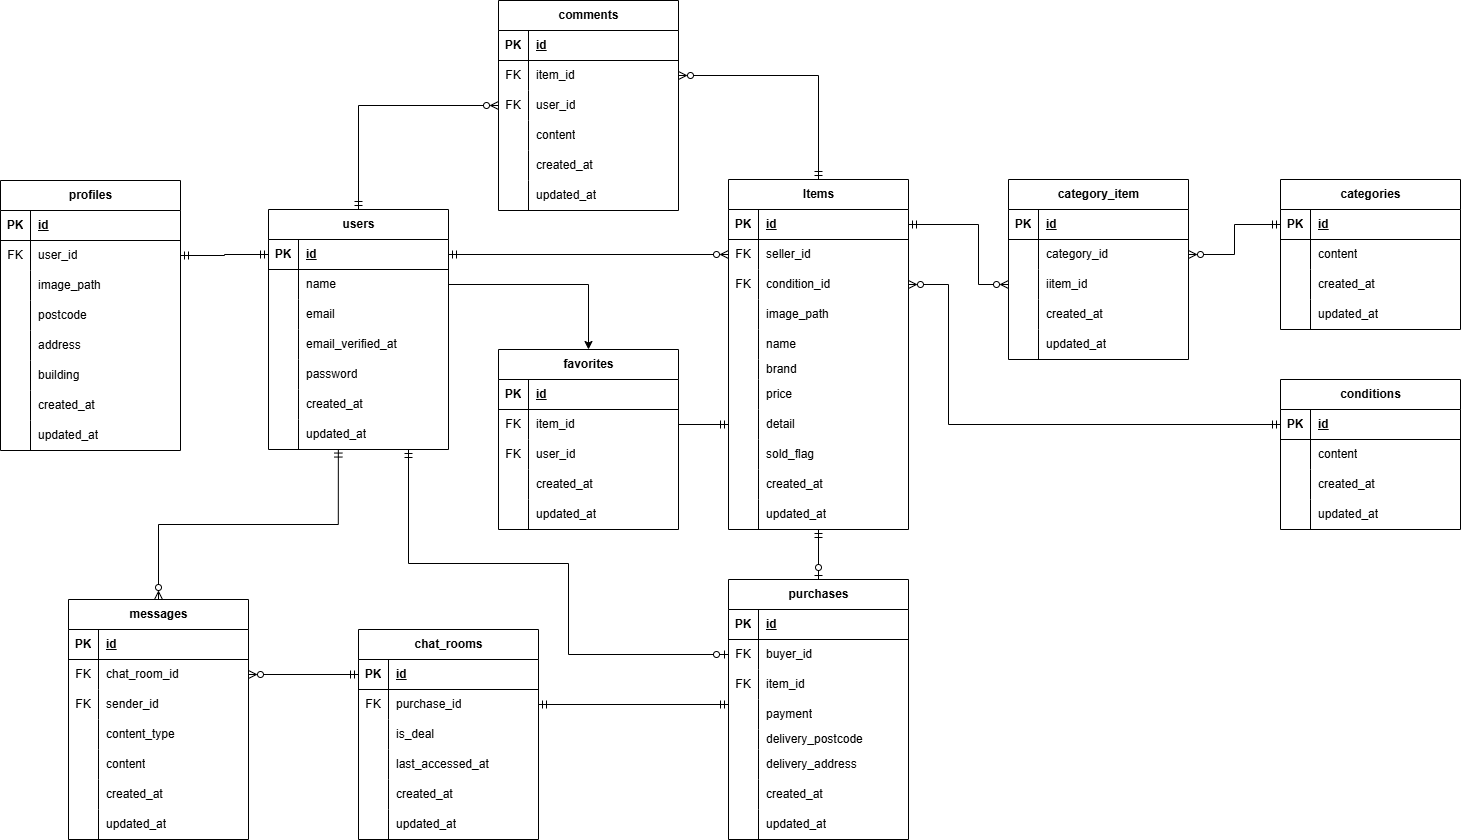 comments
PK id
FK item_id
FK user_id
content
created_at
updated_at
profiles
PK id
FK user_id
image_path
postcode
address
building
created_at
updated_at
users
PK id
name
email
email_verified_at
password
created_at
updated_at
Items
PK id
FK seller_id
FK condition_id
image_path
name
brand
price
detail
sold_flag
created_at
updated_at
category_item
PK id
category_id
iitem_id
created_at
updated_at
categories
PK id
content
created_at
updated_at
favorites
PK id
FK item_id
FK user_id
created_at
updated_at
conditions
PK id
content
created_at
updated_at
messages
PK id
FK chat_room_id
FK sender_id
content_type
content
created_at
updated_at
chat_rooms
PK id
FK purchase_id
is_deal
last_accessed_at
created_at
updated_at
purchases
PK id
FK buyer_id
FK item_id
payment
delivery_postcode
delivery_address
created_at
updated_at